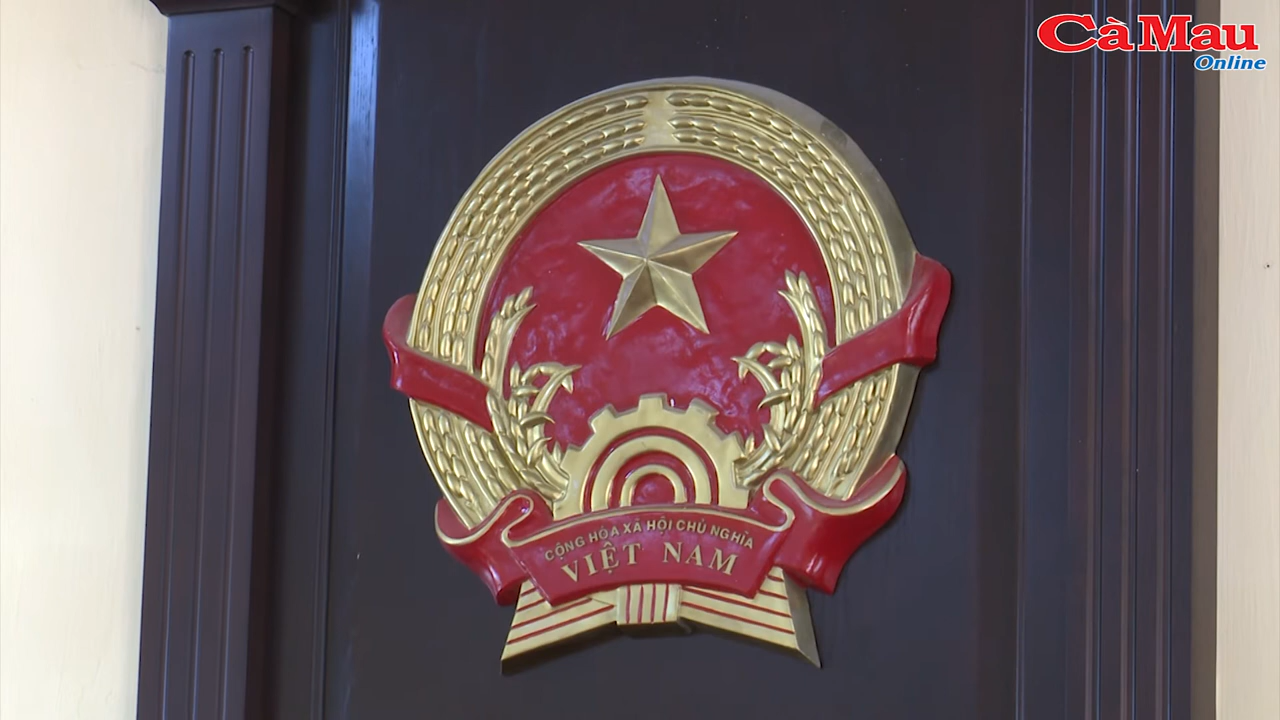 Cà Mau
Online
CỘNG HÒA XÃ HỘI CHỦ NGHĨA
VIỆT NAM